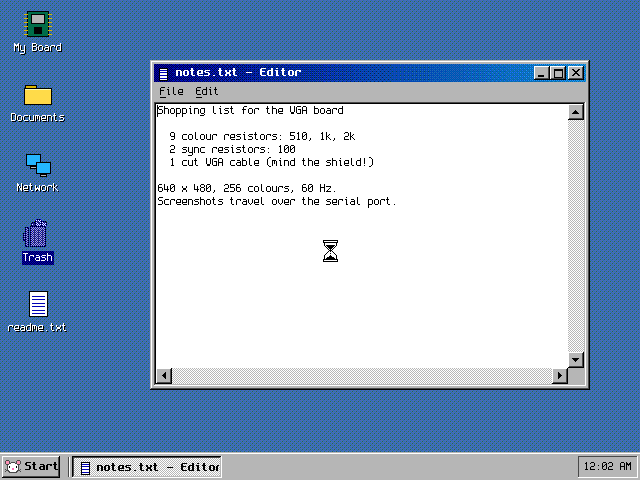 My Board
Documents
Network
Trash
readme.txt
notes.txt - Editor
File Edit
Shopping list for the VGA board
9 colour resistors: 510, 1k, 2k
2 sync resistors: 100
1 cut VGA cable (mind the shield!)
640 x 480, 256 colours, 60 Hz.
Screenshots travel over the serial port.
Start
notes.txt - Editor
12:02 AM